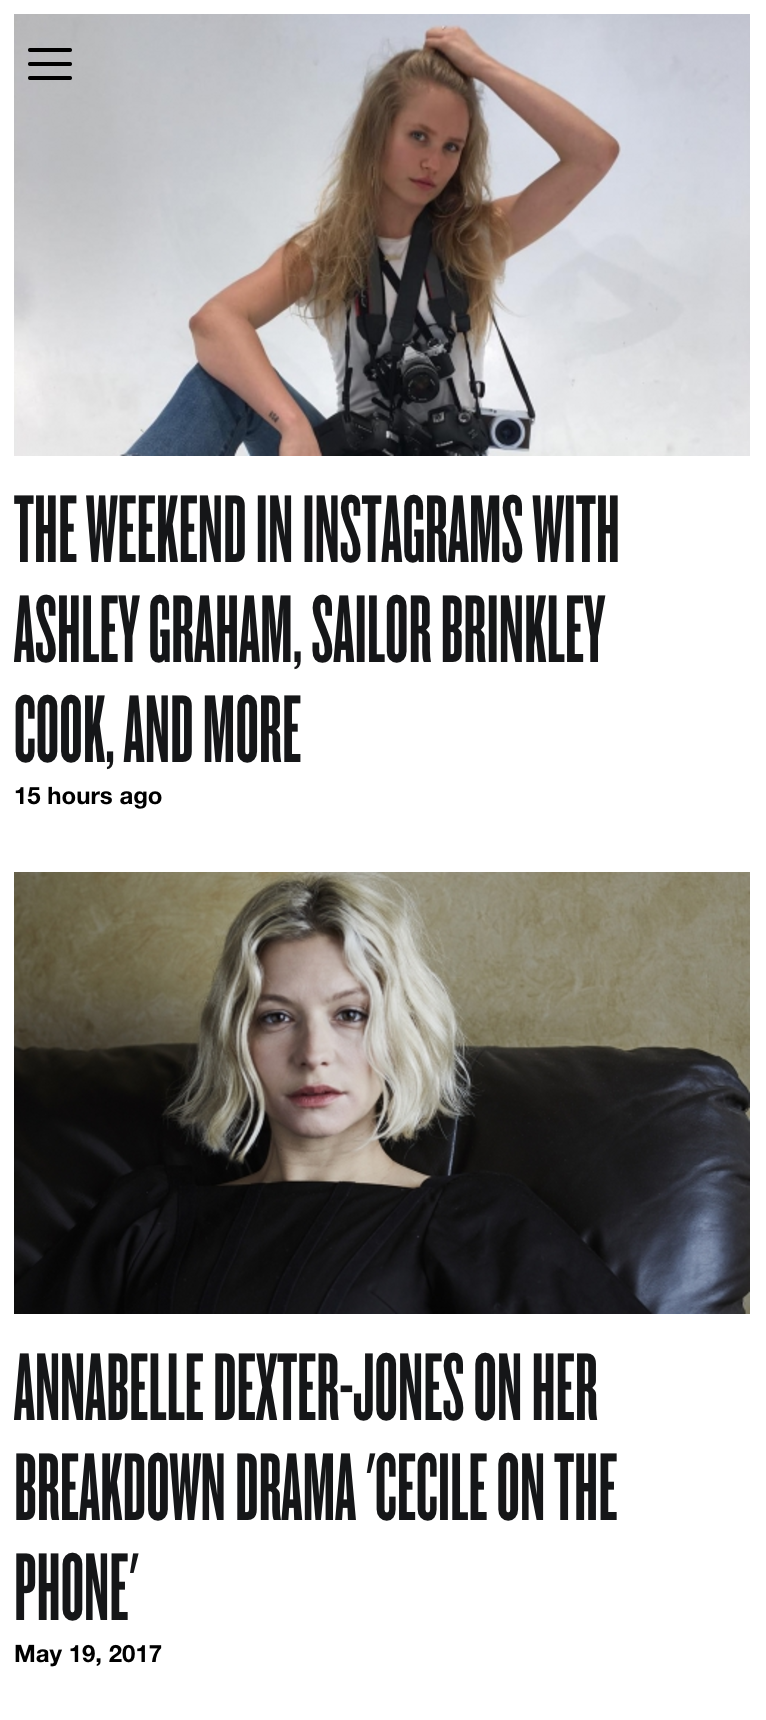 THE WEEKEND IN INSTAGRAMS WITH
ASHLEY GRAHAM, SAILOR BRINKLEY
COOK, AND MORE
15 hours ago
ANNABELLE DEXTER-JONES ON HER
BREAKDOWN DRAMA 'CECILE ON THE
PHONE'
May 19, 2017